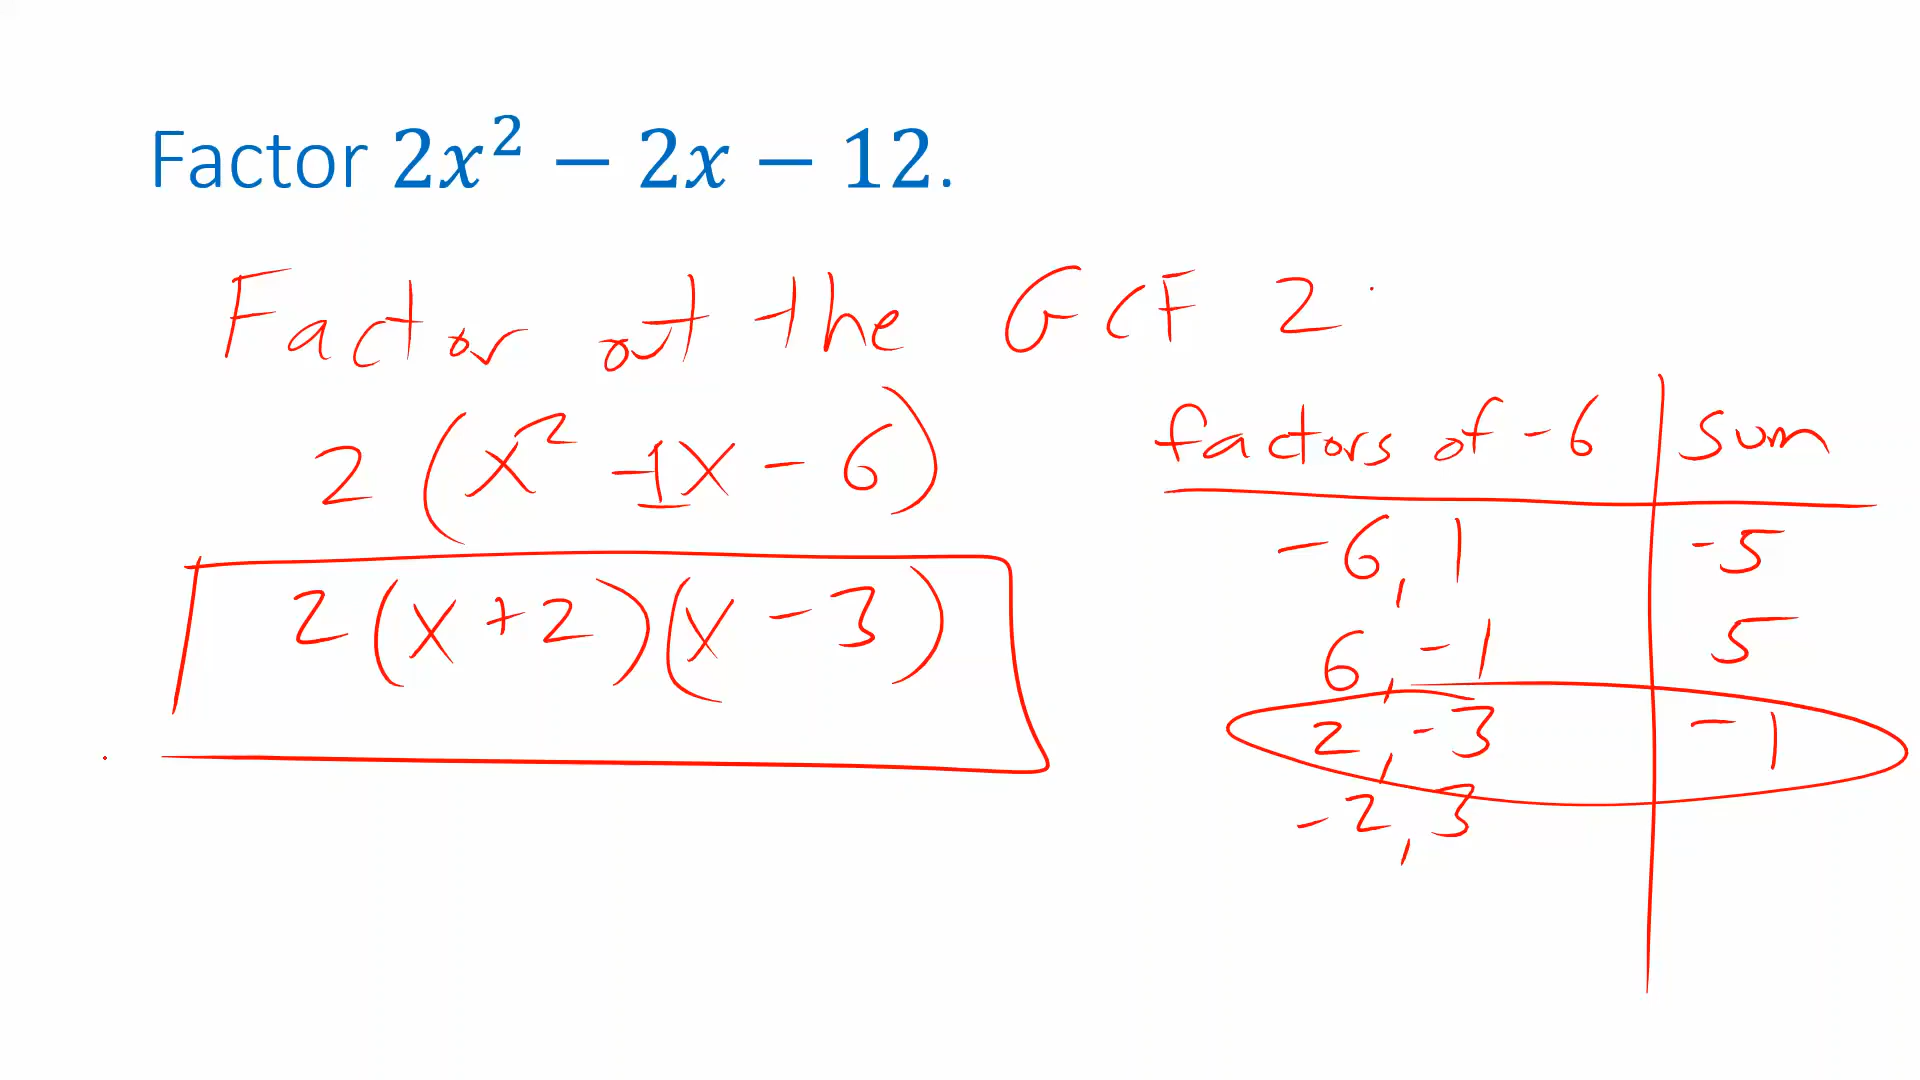 Factor 2x² − 2x − 12.
Factor out the GCF 2
2 (x² -1x - 6)
2(x+2)(x-3)
factors of -6 | sum
-6, 1 | -5
6, -1 | 5
2, -3 | -1
-2, 3